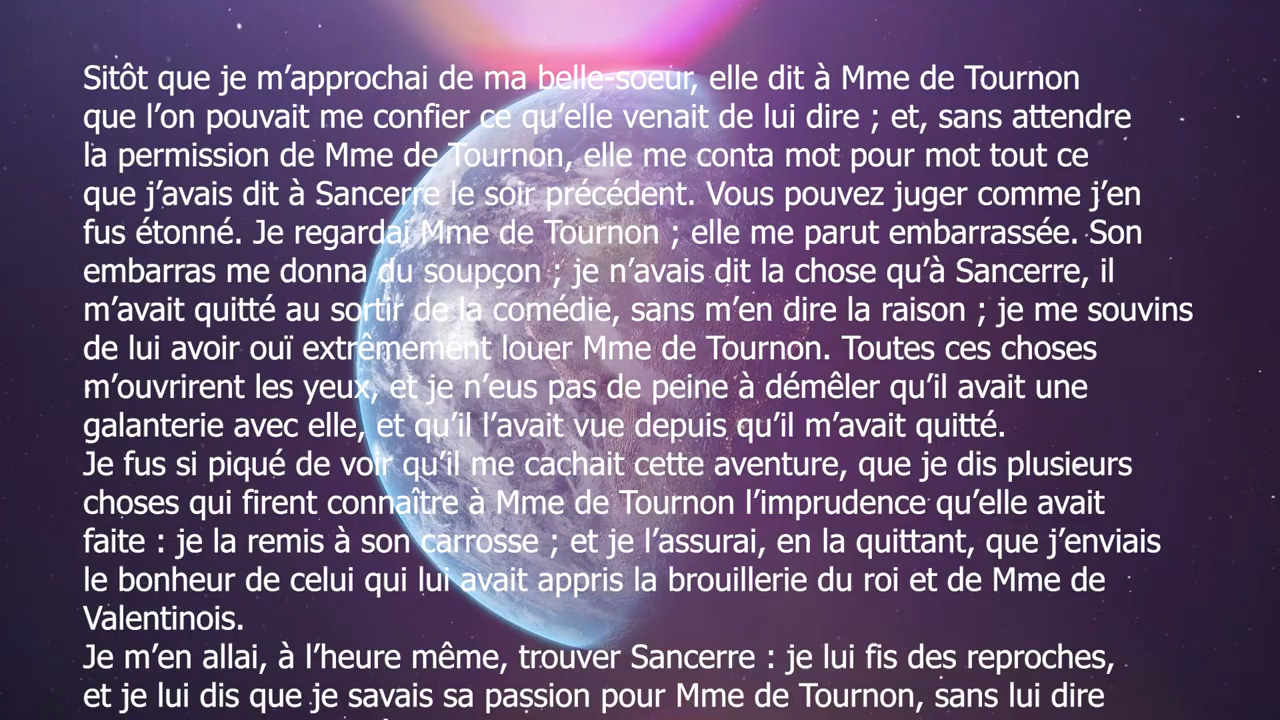 Sitôt que je m’approchai de ma belle-soeur, elle dit à Mme de Tournon
que l’on pouvait me confier ce qu’elle venait de lui dire ; et, sans attendre
la permission de Mme de Tournon, elle me conta mot pour mot tout ce
que j’avais dit à Sancerre le soir précédent. Vous pouvez juger comme j’en
fus étonné. Je regardai Mme de Tournon ; elle me parut embarrassée. Son
embarras me donna du soupçon ; je n’avais dit la chose qu’à Sancerre, il
m’avait quitté au sortir de la comédie, sans m’en dire la raison ; je me souvins
de lui avoir ouï extrêmement louer Mme de Tournon. Toutes ces choses
m’ouvrirent les yeux, et je n’eus pas de peine à démêler qu’il avait une
galanterie avec elle, et qu’il l’avait vue depuis qu’il m’avait quitté.
Je fus si piqué de voir qu’il me cachait cette aventure, que je dis plusieurs
choses qui firent connaître à Mme de Tournon l’imprudence qu’elle avait
faite : je la remis à son carrosse ; et je l’assurai, en la quittant, que j’enviais
le bonheur de celui qui lui avait appris la brouillerie du roi et de Mme de
Valentinois.
Je m’en allai, à l’heure même, trouver Sancerre : je lui fis des reproches,
et je lui dis que je savais sa passion pour Mme de Tournon, sans lui dire